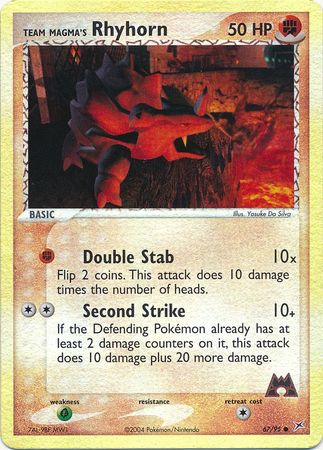 TEAM MAGMA'S Rhyhorn 50 HP
BASIC
Illus. Yosuke Da Silva
Double Stab 10x
Flip 2 coins. This attack does 10 damage
times the number of heads.
Second Strike 10+
If the Defending Pokémon already has
at least 2 damage counters on it, this
attack does 10 damage plus 20 more damage.
weakness resistance retreat cost
©2004 Pokémon/Nintendo 67/95